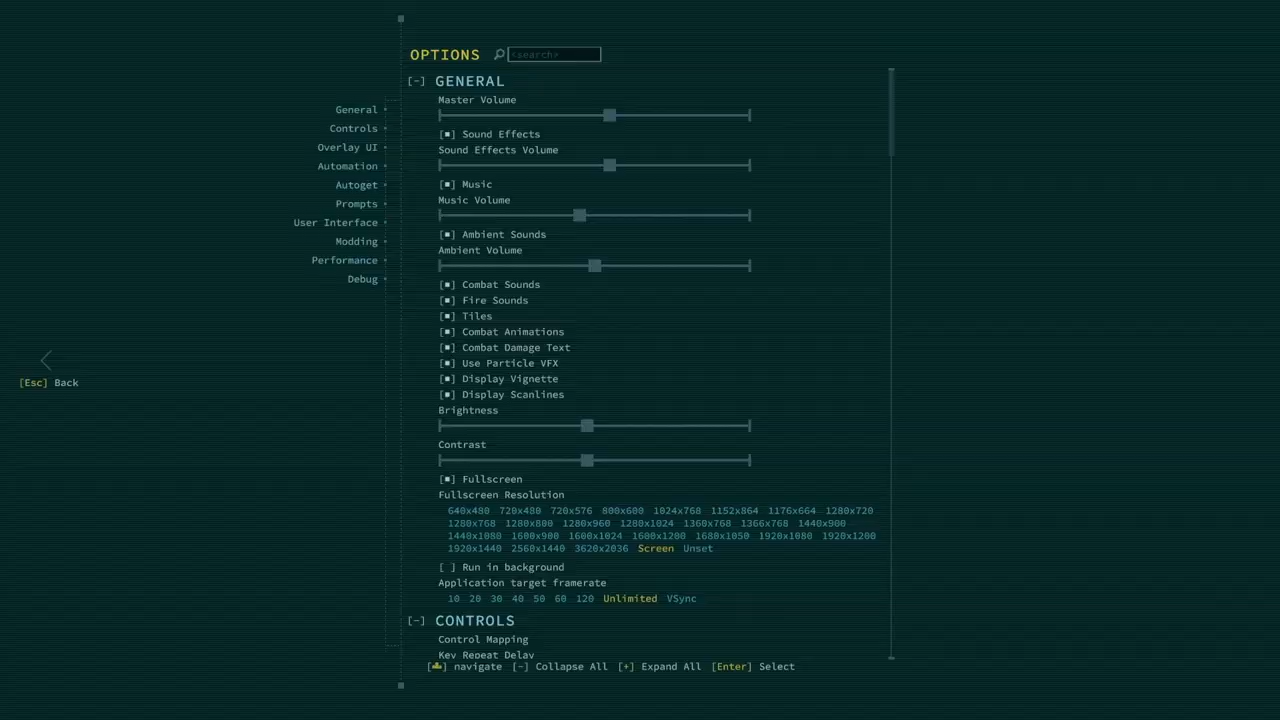 OPTIONS <search>
[-] GENERAL
Master Volume
[■] Sound Effects
Sound Effects Volume
[■] Music
Music Volume
[■] Ambient Sounds
Ambient Volume
[■] Combat Sounds
[■] Fire Sounds
[■] Tiles
[■] Combat Animations
[■] Combat Damage Text
[■] Use Particle VFX
[■] Display Vignette
[■] Display Scanlines
Brightness
Contrast
[■] Fullscreen
Fullscreen Resolution
640x480 720x480 720x576 800x600 1024x768 1152x864 1176x664 1280x720
1280x768 1280x800 1280x960 1280x1024 1360x768 1366x768 1440x900
1440x1080 1600x900 1600x1024 1600x1200 1680x1050 1920x1080 1920x1200
1920x1440 2560x1440 3620x2036 Screen Unset
[ ] Run in background
Application target framerate
10 20 30 40 50 60 120 Unlimited VSync
[-] CONTROLS
Control Mapping
Key Repeat Delay
General
Controls
Overlay UI
Automation
Autoget
Prompts
User Interface
Modding
Performance
Debug
[Esc] Back
navigate [-] Collapse All [+] Expand All [Enter] Select